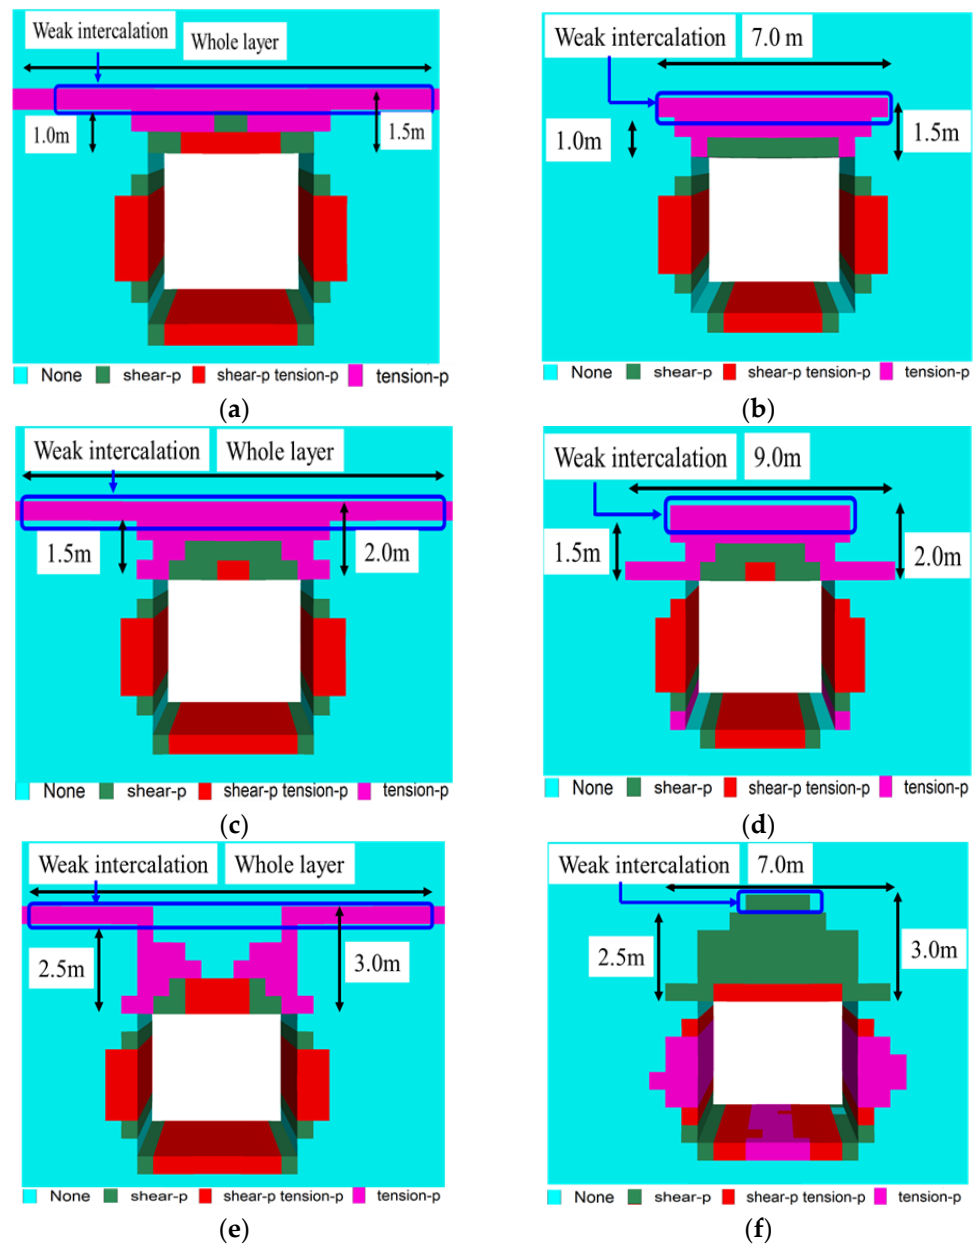 Weak intercalation
Whole layer
1.0m
1.5m
None shear-p shear-p tension-p tension-p
(a)
Weak intercalation 7.0 m
1.0m
1.5m
None shear-p shear-p tension-p tension-p
(b)
Weak intercalation Whole layer
1.5m
2.0m
None shear-p shear-p tension-p tension-p
(c)
Weak intercalation 9.0m
1.5m
2.0m
None shear-p shear-p tension-p tension-p
(d)
Weak intercalation Whole layer
2.5m
3.0m
None shear-p shear-p tension-p tension-p
(e)
Weak intercalation 7.0m
2.5m
3.0m
None shear-p shear-p tension-p tension-p
(f)